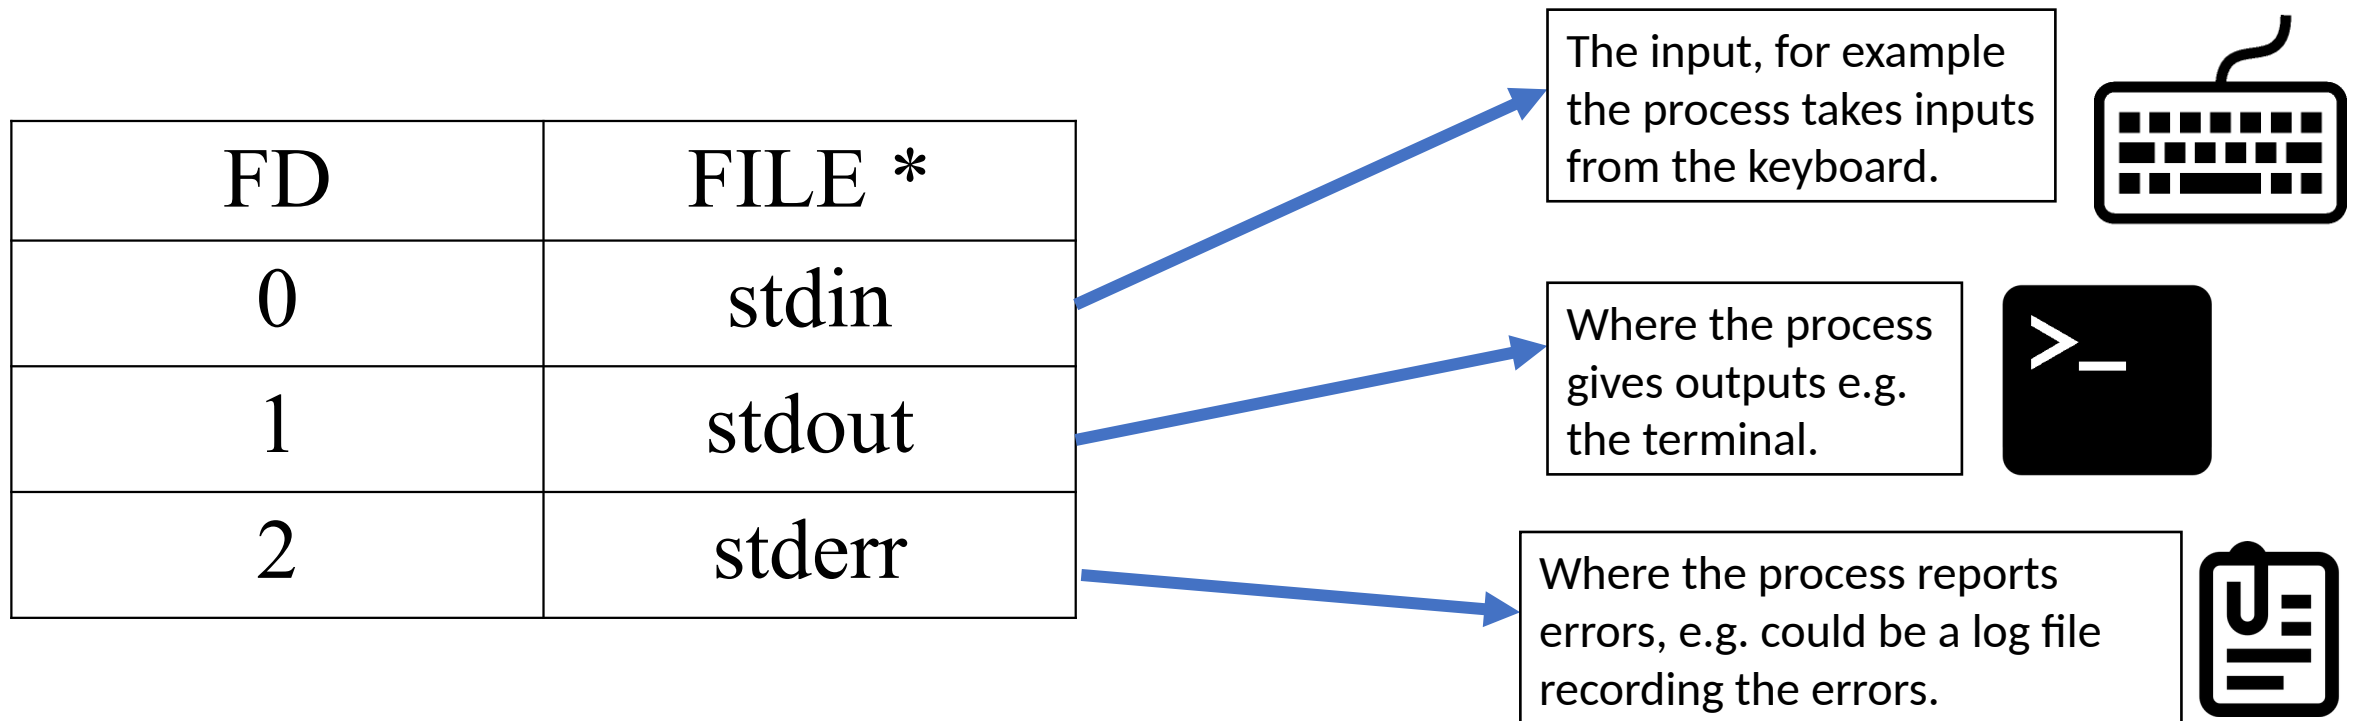 FD FILE *
0 stdin
1 stdout
2 stderr
The input, for example
the process takes inputs
from the keyboard.
>_
Where the process
gives outputs e.g.
the terminal.
Where the process reports
errors, e.g. could be a log file
recording the errors.